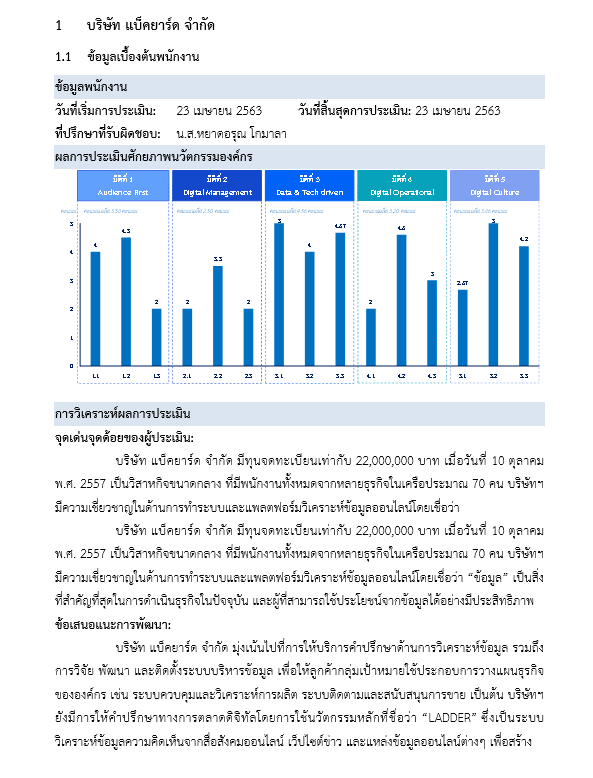 1 บริษัท แบ็คยาร์ด จำกัด
1.1 ข้อมูลเบื้องต้นพนักงาน
ข้อมูลพนักงาน
วันที่เริ่มการประเมิน: 23 เมษายน 2563 วันที่สิ้นสุดการประเมิน: 23 เมษายน 2563
ที่ปรึกษาที่รับผิดชอบ: น.ส.หยาดอรุณ โกมาลา
ผลการประเมินศักยภาพนวัตกรรมองค์กร
มิติที่ 1 มิติที่ 2 มิติที่ 3 มิติที่ 4 มิติที่ 5
Audience First Digital Management Data & Tech driven Digital Operational Digital Culture
5 4 3 2 1 0
4 4.5 2
2 3.5 2
5 4 4.67
2 4.6 3
2.67 5 4.2
1.1 1.2 1.3 2.1 2.2 2.3 3.1 3.2 3.3 4.1 4.2 4.3 3.1 3.2 3.3
การวิเคราะห์ผลการประเมิน
จุดเด่นจุดด้อยของผู้ประเมิน:
บริษัท แบ็คยาร์ด จำกัด มีทุนจดทะเบียนเท่ากับ 22,000,000 บาท เมื่อวันที่ 10 ตุลาคม
พ.ศ. 2557 เป็นวิสาหกิจขนาดกลาง ที่มีพนักงานทั้งหมดจากหลายธุรกิจในเครือประมาณ 70 คน บริษัทฯ
มีความเชี่ยวชาญในด้านการทำระบบและแพลตฟอร์มวิเคราะห์ข้อมูลออนไลน์โดยเชื่อว่า
บริษัท แบ็คยาร์ด จำกัด มีทุนจดทะเบียนเท่ากับ 22,000,000 บาท เมื่อวันที่ 10 ตุลาคม
พ.ศ. 2557 เป็นวิสาหกิจขนาดกลาง ที่มีพนักงานทั้งหมดจากหลายธุรกิจในเครือประมาณ 70 คน บริษัทฯ
มีความเชี่ยวชาญในด้านการทำระบบและแพลตฟอร์มวิเคราะห์ข้อมูลออนไลน์โดยเชื่อว่า “ข้อมูล” เป็นสิ่ง
ที่สำคัญที่สุดในการดำเนินธุรกิจในปัจจุบัน และผู้ที่สามารถใช้ประโยชน์จากข้อมูลได้อย่างมีประสิทธิภาพ
ข้อเสนอแนะการพัฒนา:
บริษัท แบ็คยาร์ด จำกัด มุ่งเน้นไปที่การให้บริการคำปรึกษาด้านการวิเคราะห์ข้อมูล รวมถึง
การวิจัย พัฒนา และติดตั้งระบบบริหารข้อมูล เพื่อให้ลูกค้ากลุ่มเป้าหมายใช้ประกอบการวางแผนธุรกิจ
ขององค์กร เช่น ระบบควบคุมและวิเคราะห์การผลิต ระบบติดตามและสนับสนุนการขาย เป็นต้น บริษัทฯ
ยังมีการให้คำปรึกษาทางการตลาดดิจิทัลโดยการใช้นวัตกรรมหลักที่ชื่อว่า “LADDER” ซึ่งเป็นระบบ
วิเคราะห์ข้อมูลความคิดเห็นจากสื่อสังคมออนไลน์ เว็ปไซต์ข่าว และแหล่งข้อมูลออนไลน์ต่างๆ เพื่อสร้าง